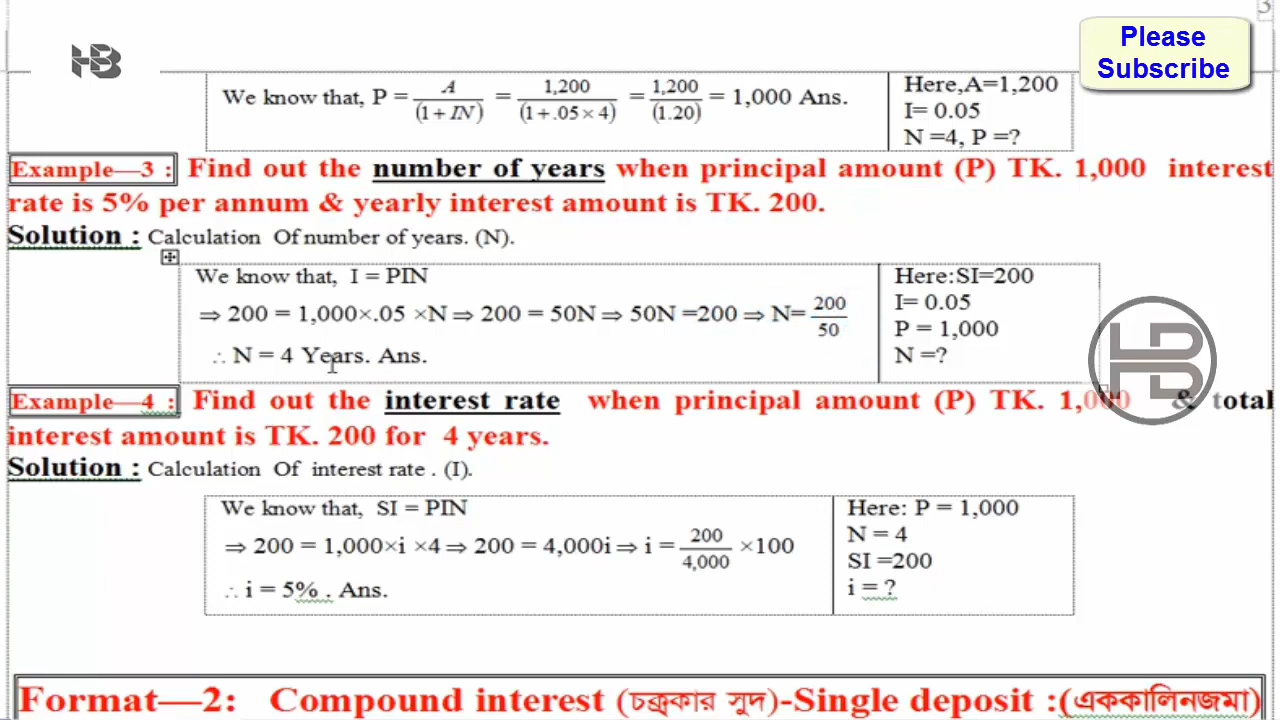 3
Please
Subscribe
HB
We know that, P = A/(1 + IN) = 1,200/(1 + .05 × 4) = 1,200/(1.20) = 1,000 Ans.
Here,A=1,200
I= 0.05
N =4, P =?
Example—3 : Find out the number of years when principal amount (P) TK. 1,000 interest
rate is 5% per annum & yearly interest amount is TK. 200.
Solution : Calculation Of number of years. (N).
We know that, I = PIN
⇒ 200 = 1,000×.05 ×N ⇒ 200 = 50N ⇒ 50N =200 ⇒ N= 200/50
∴ N = 4 Years. Ans.
Here:SI=200
I= 0.05
P = 1,000
N =?
Example—4 : Find out the interest rate when principal amount (P) TK. 1,000 & total
interest amount is TK. 200 for 4 years.
Solution : Calculation Of interest rate . (I).
We know that, SI = PIN
⇒ 200 = 1,000×i ×4 ⇒ 200 = 4,000i ⇒ i = 200/4,000 ×100
∴ i = 5% . Ans.
Here: P = 1,000
N = 4
SI =200
i = ?
Format—2: Compound interest (চক্রকার সুদ)-Single deposit :(এককালিনজমা)